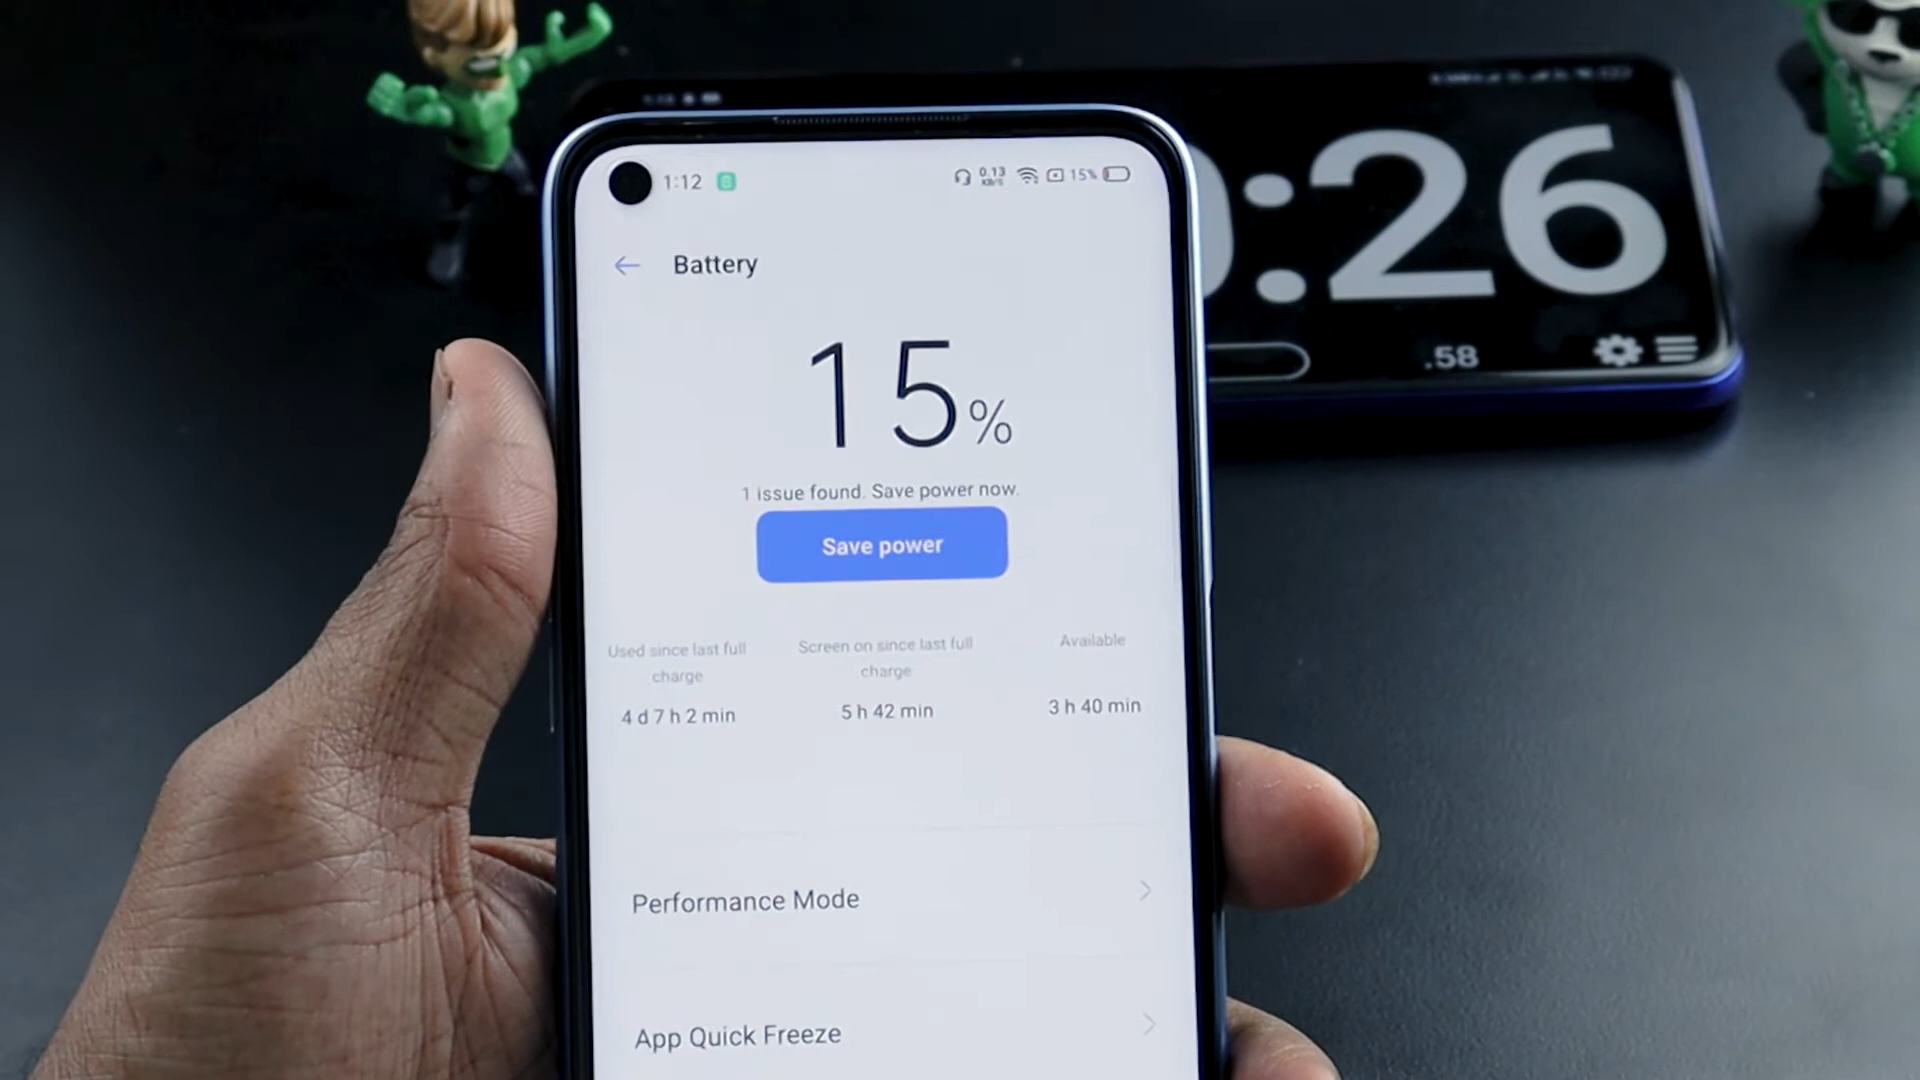 1:12
0.13
KB/S
15%
:26
.58
Battery
15%
1 issue found. Save power now.
Save power
Used since last full
charge
4 d 7 h 2 min
Screen on since last full
charge
5 h 42 min
Available
3 h 40 min
Performance Mode
App Quick Freeze